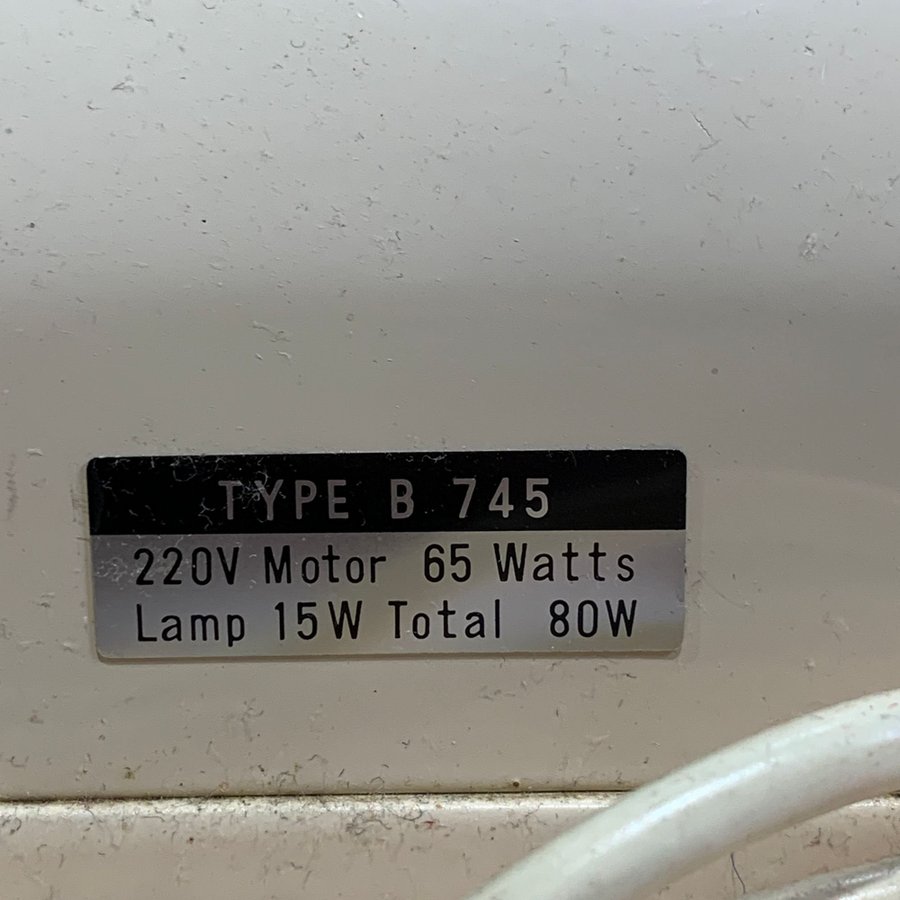 TYPE B 745
220V Motor 65 Watts
Lamp 15W Total 80W